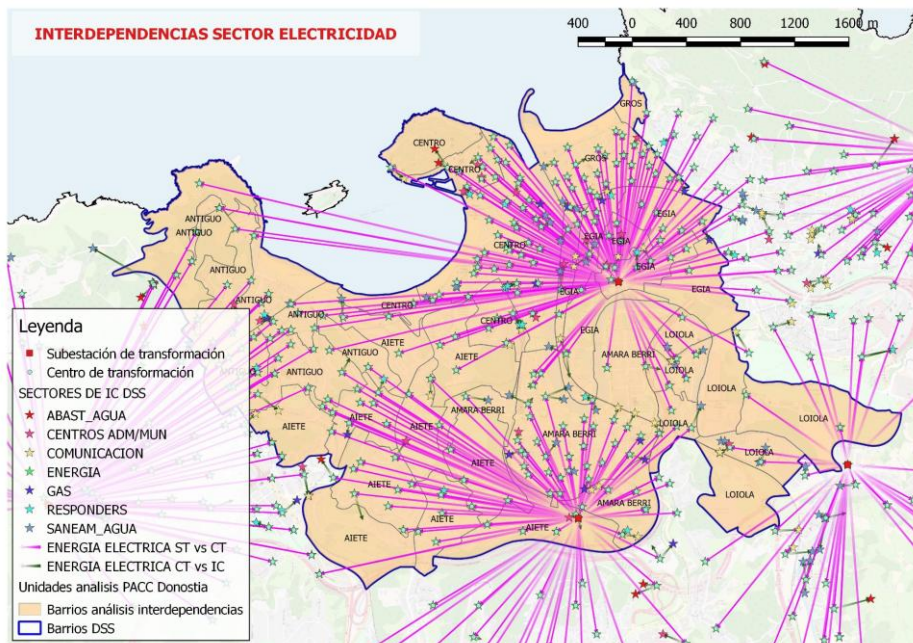 INTERDEPENDENCIAS SECTOR ELECTRICIDAD
400 0 400 800 1200 1600 m
GROS
CENTRO
CENTRO
GROS
ANTIGUO
ANTIGUO
EGIA
EGIA
EGIA
CENTRO
ANTIGUO
EGIA
EGIA
EGIA
ANTIGUO
CENTRO
ANTIGUO
CENTRO
EGIA
LOIOLA
AIETE
ANTIGUO
AIETE
AMARA BERRI
LOIOLA
ANTIGUO
AIETE
LOIOLA
AMARA BERRI
LOIOLA
AIETE
AIETE
AMARA BERRI
LOIOLA
LOIOLA
AIETE
LOIOLA
AIETE
AMARA BERRI
AIETE
AIETE
AIETE
Leyenda
Subestación de transformación
Centro de transformación
SECTORES DE IC DSS
ABAST_AGUA
CENTROS ADM/MUN
COMUNICACION
ENERGIA
GAS
RESPONDERS
SANEAM_AGUA
ENERGIA ELECTRICA ST vs CT
ENERGIA ELECTRICA CT vs IC
Unidades analisis PACC Donostia
Barrios análisis interdependencias
Barrios DSS